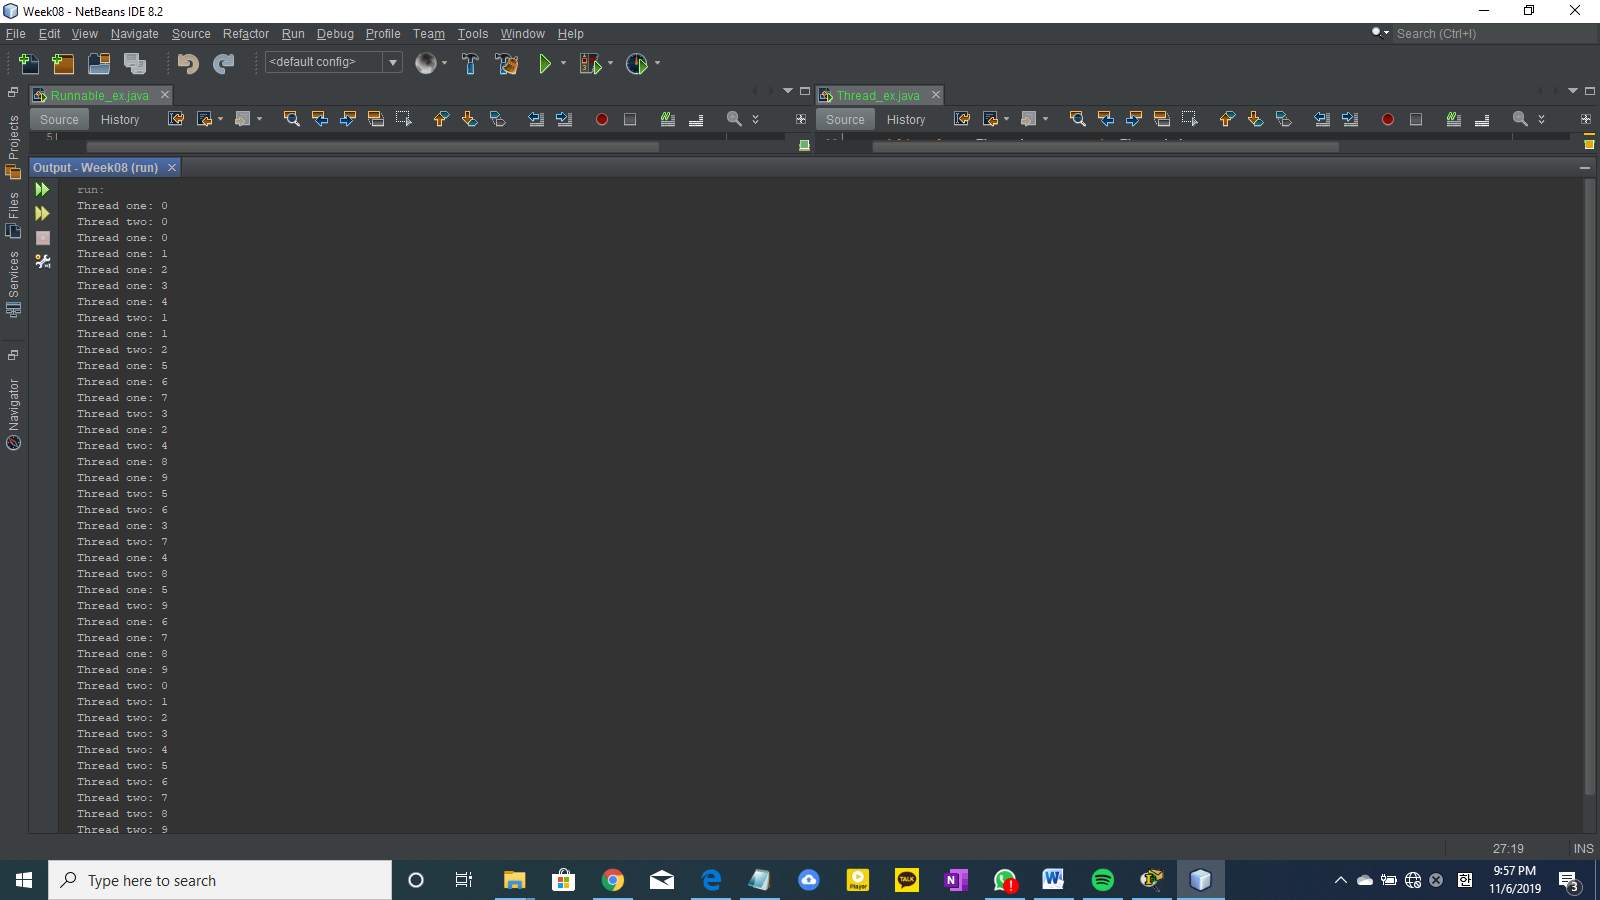 Week08 - NetBeans IDE 8.2
File Edit View Navigate Source Refactor Run Debug Profile Team Tools Window Help
Search (Ctrl+I)
<default config>
Runnable_ex.java
Thread_ex.java
Source History
Source History
Projects
Files
Services
Navigator
Output - Week08 (run)
run:
Thread one: 0
Thread two: 0
Thread one: 0
Thread one: 1
Thread one: 2
Thread one: 3
Thread one: 4
Thread two: 1
Thread one: 1
Thread two: 2
Thread one: 5
Thread one: 6
Thread one: 7
Thread two: 3
Thread one: 2
Thread two: 4
Thread one: 8
Thread one: 9
Thread two: 5
Thread two: 6
Thread one: 3
Thread two: 7
Thread one: 4
Thread two: 8
Thread one: 5
Thread two: 9
Thread one: 6
Thread one: 7
Thread one: 8
Thread one: 9
Thread two: 0
Thread two: 1
Thread two: 2
Thread two: 3
Thread two: 4
Thread two: 5
Thread two: 6
Thread two: 7
Thread two: 8
Thread two: 9
27:19 INS
Type here to search
Player
TALK
9:57 PM
11/6/2019
3